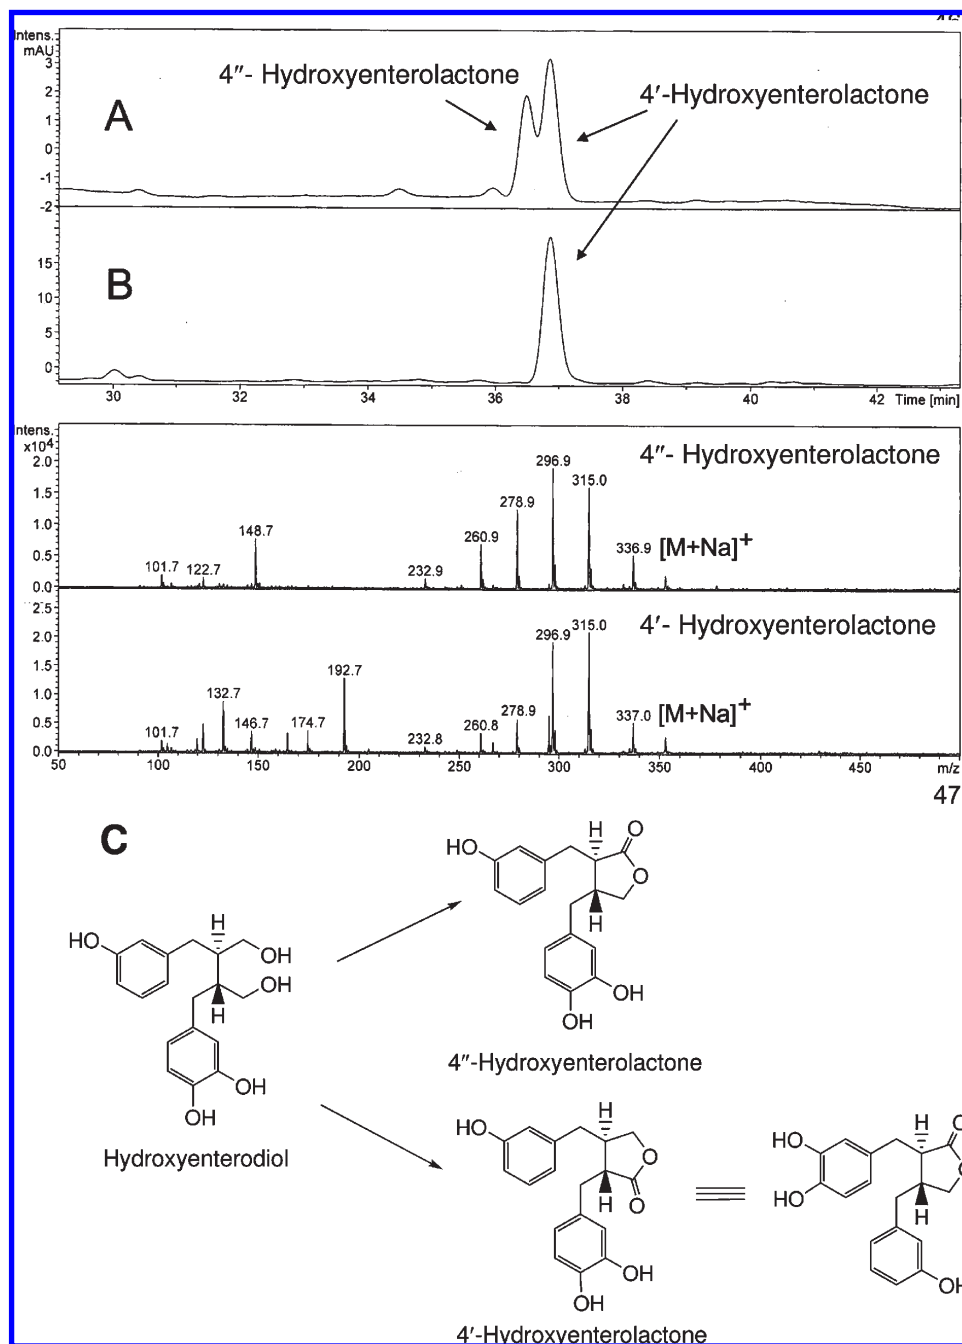 Intens.
mAU
3
2
1
0
-1
-2
A
4″- Hydroxyenterolactone
4′-Hydroxyenterolactone
15
10
5
0
B
30 32 34 36 38 40 42 Time [min]
ntens.
x10⁴
2.0
1.5
1.0
0.5
0.0
4″- Hydroxyenterolactone
101.7 122.7 148.7 232.9 260.9 278.9 296.9 315.0 336.9 [M+Na]⁺
2.5
2.0
1.5
1.0
0.5
0.0
4′- Hydroxyenterolactone
101.7 132.7 146.7 174.7 192.7 232.8 260.8 278.9 296.9 315.0 337.0 [M+Na]⁺
50 100 150 200 250 300 350 400 450 m/z
47
C
HO H OH
OH
H
OH
OH
Hydroxyenterodiol
HO H O
O
H
OH
OH
4″-Hydroxyenterolactone
HO H
O
H O
OH
OH
4′-Hydroxyenterolactone
HO H O
HO
H
OH